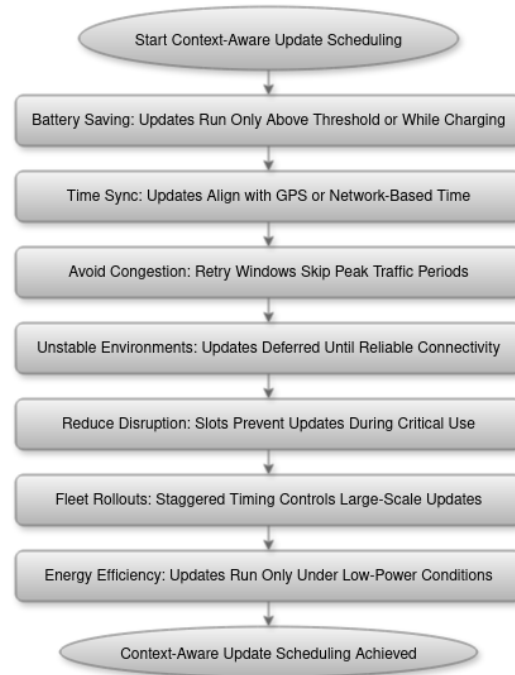 Start Context-Aware Update Scheduling
Battery Saving: Updates Run Only Above Threshold or While Charging
Time Sync: Updates Align with GPS or Network-Based Time
Avoid Congestion: Retry Windows Skip Peak Traffic Periods
Unstable Environments: Updates Deferred Until Reliable Connectivity
Reduce Disruption: Slots Prevent Updates During Critical Use
Fleet Rollouts: Staggered Timing Controls Large-Scale Updates
Energy Efficiency: Updates Run Only Under Low-Power Conditions
Context-Aware Update Scheduling Achieved